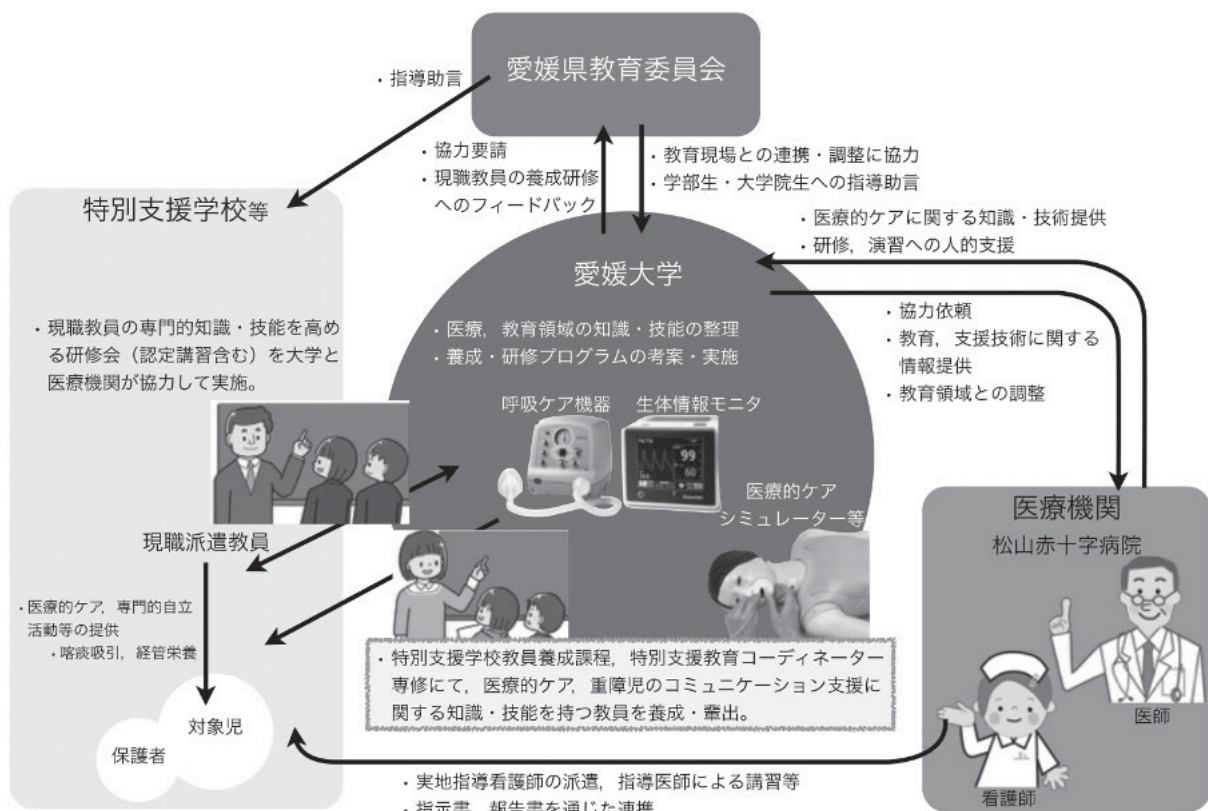 愛媛県教育委員会
・指導助言
・協力要請
・現職教員の養成研修
へのフィードバック
・教育現場との連携・調整に協力
・学部生・大学院生への指導助言
特別支援学校等
・現職教員の専門的知識・技能を高め
る研修会（認定講習含む）を大学と
医療機関が協力して実施。
現職派遣教員
・医療的ケア，専門的自立
活動等の提供
・喀痰吸引，経管栄養
対象児
保護者
愛媛大学
・医療，教育領域の知識・技能の整理
・養成・研修プログラムの考案・実施
呼吸ケア機器
生体情報モニタ
99
60
医療的ケア
シミュレーター等
・特別支援学校教員養成課程，特別支援教育コーディネーター
専修にて，医療的ケア，重障児のコミュニケーション支援に
関する知識・技能を持つ教員を養成・輩出。
・医療的ケアに関する知識・技術提供
・研修，演習への人的支援
・協力依頼
・教育，支援技術に関する
情報提供
・教育領域との調整
医療機関
松山赤十字病院
医師
看護師
・実地指導看護師の派遣，指導医師による講習等
・指示書，報告書を通じた連携